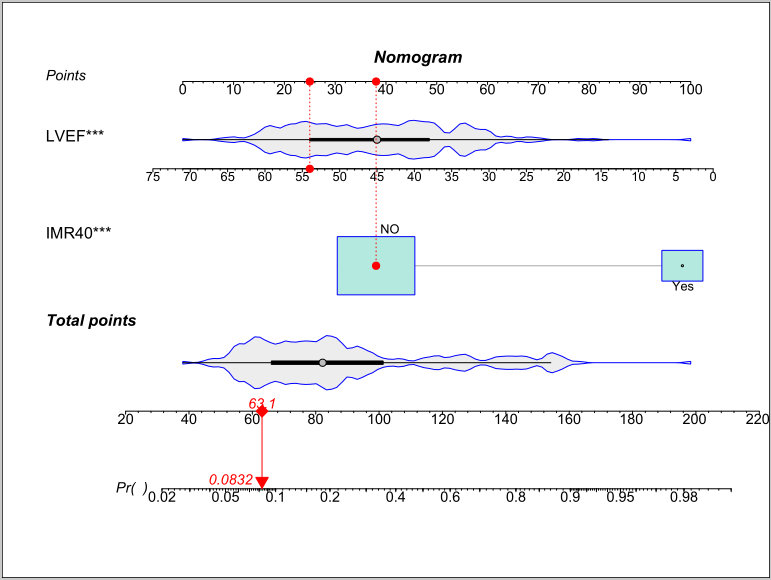 Nomogram
Points
0 10 20 30 40 50 60 70 80 90 100
LVEF***
75 70 65 60 55 50 45 40 35 30 25 20 15 10 5 0
NO
IMR40***
Yes
Total points
63.1
20 40 60 80 100 120 140 160 180 200 220
0.0832
Pr( ) 0.02 0.05 0.1 0.2 0.4 0.6 0.8 0.9 0.95 0.98